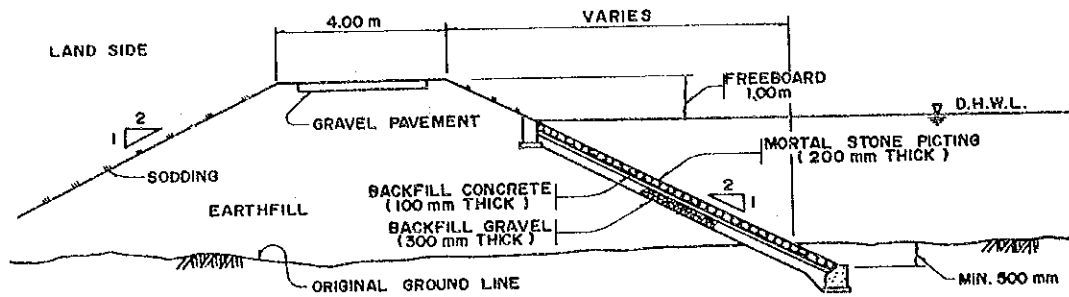 4.00 m
VARIES
LAND SIDE
FREEBOARD
1.00m
D.H.W.L.
2
1
GRAVEL PAVEMENT
MORTAL STONE PICTING
(200 mm THICK)
SODDING
BACKFILL CONCRETE
(100 mm THICK)
2
1
EARTHFILL
BACKFILL GRAVEL
(300 mm THICK)
ORIGINAL GROUND LINE
MIN. 500 mm